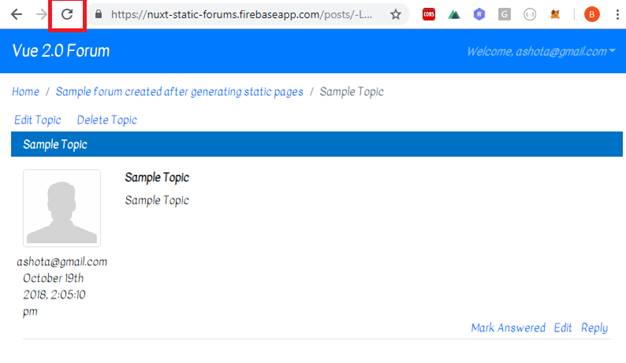 https://nuxt-static-forums.firebaseapp.com/posts/-L...
CORS
G
B
Vue 2.0 Forum
Welcome, ashota@gmail.com
Home / Sample forum created after generating static pages / Sample Topic
Edit Topic Delete Topic
Sample Topic
Sample Topic
Sample Topic
ashota@gmail.com
October 19th
2018, 2:05:10
pm
Mark Answered Edit Reply